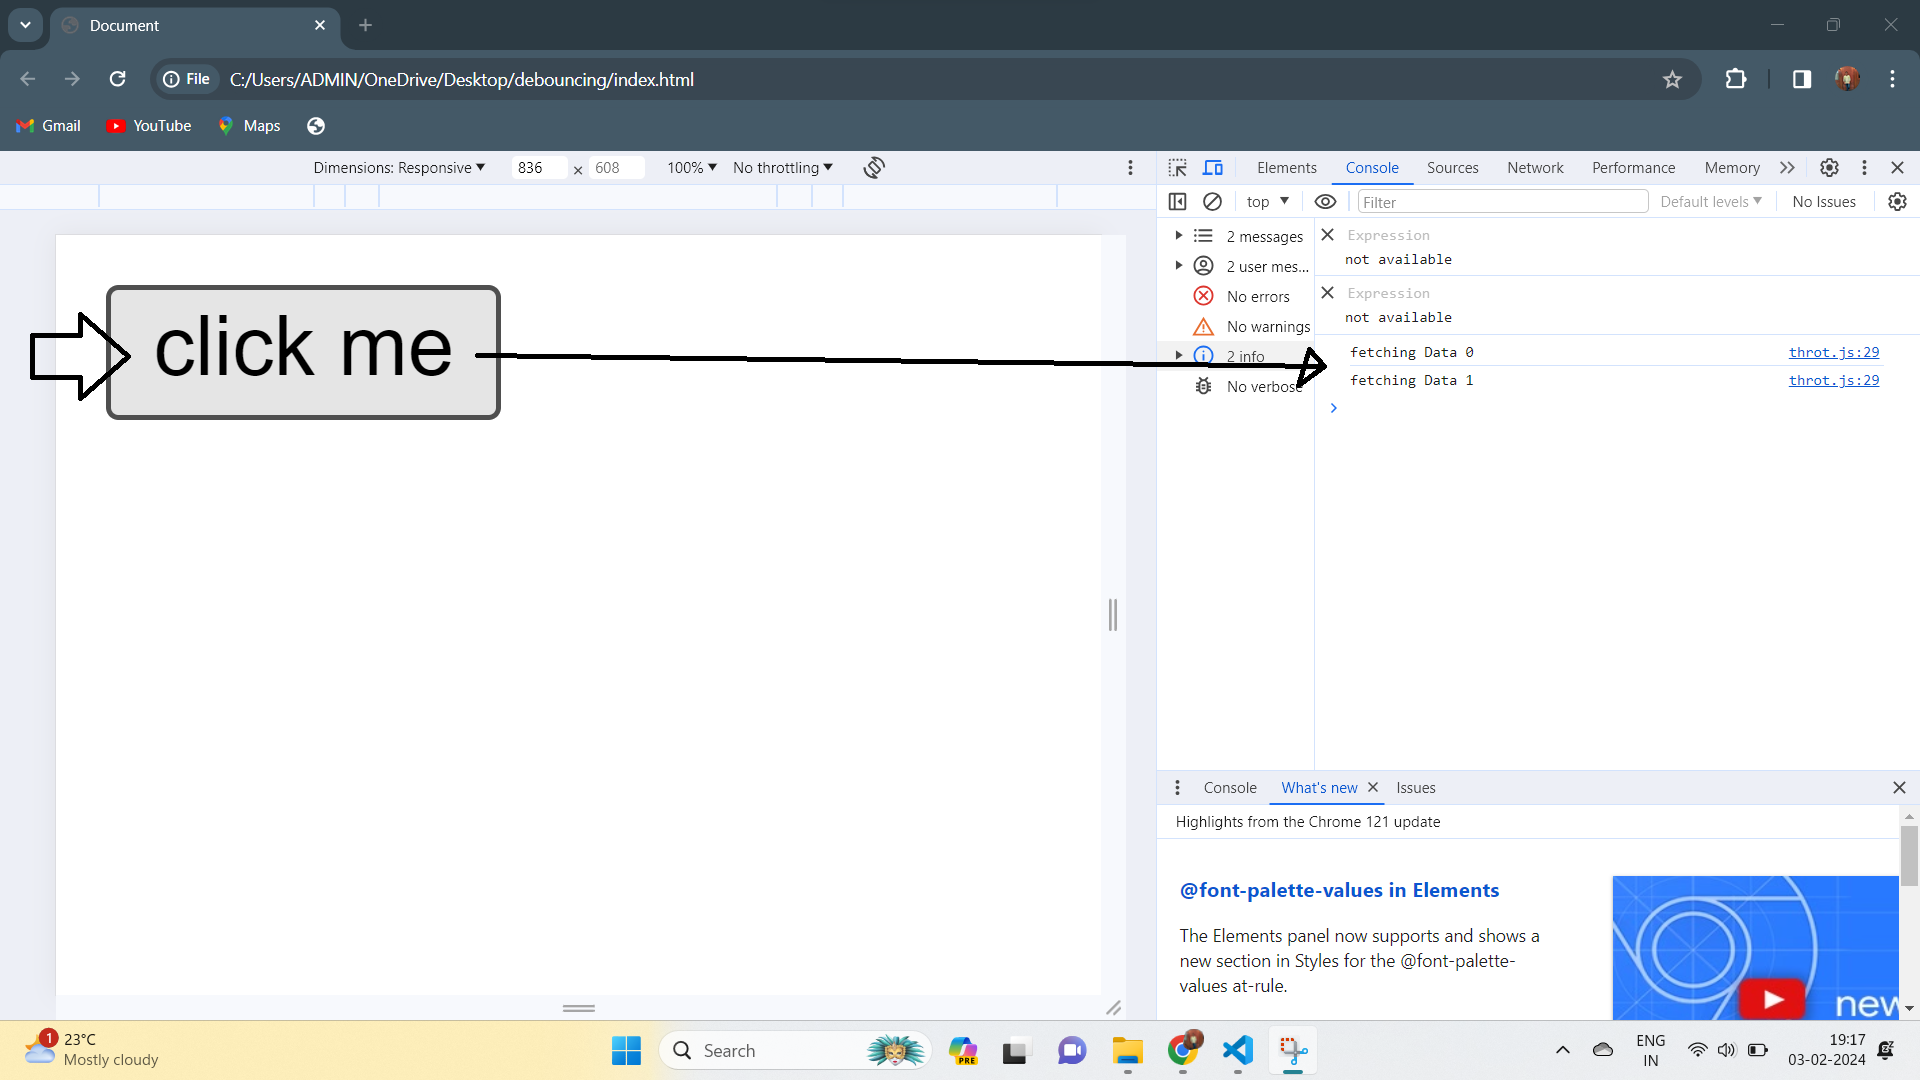 Document
File C:/Users/ADMIN/OneDrive/Desktop/debouncing/index.html
Gmail YouTube Maps
Dimensions: Responsive 836 × 608 100% No throttling
Elements Console Sources Network Performance Memory
top Filter Default levels No Issues
2 messages
2 user mes...
No errors
No warnings
2 info
No verbose
Expression
not available
Expression
not available
fetching Data 0 throt.js:29
fetching Data 1 throt.js:29
click me
Console What's new Issues
Highlights from the Chrome 121 update
@font-palette-values in Elements
The Elements panel now supports and shows a
new section in Styles for the @font-palette-
values at-rule.
new
1
23°C
Mostly cloudy
Search
PRE
ENG
IN
19:17
03-02-2024